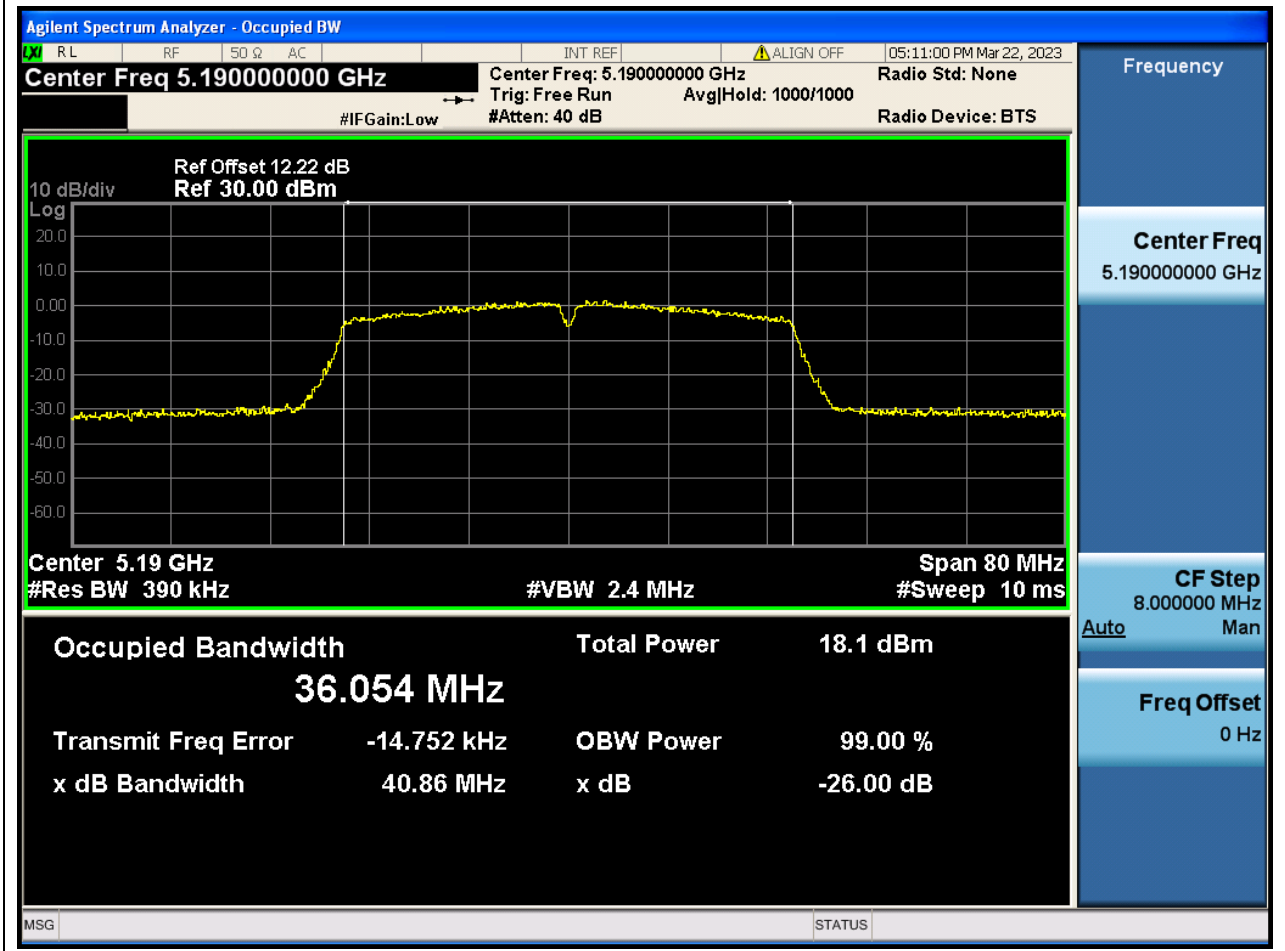 Agilent Spectrum Analyzer - Occupied BW
LXI RL RF 50 Ω AC INT REF ALIGN OFF 05:11:00 PM Mar 22, 2023
Center Freq 5.190000000 GHz
#IFGain:Low
Center Freq: 5.190000000 GHz
Trig: Free Run Avg|Hold: 1000/1000
#Atten: 40 dB
Radio Std: None
Radio Device: BTS
Ref Offset 12.22 dB
10 dB/div Ref 30.00 dBm
Log
20.0
10.0
0.00
-10.0
-20.0
-30.0
-40.0
-50.0
-60.0
Center 5.19 GHz Span 80 MHz
#Res BW 390 kHz #VBW 2.4 MHz #Sweep 10 ms
Occupied Bandwidth Total Power 18.1 dBm
36.054 MHz
Transmit Freq Error -14.752 kHz OBW Power 99.00 %
x dB Bandwidth 40.86 MHz x dB -26.00 dB
Frequency
Center Freq
5.190000000 GHz
CF Step
8.000000 MHz
Auto Man
Freq Offset
0 Hz
MSG STATUS